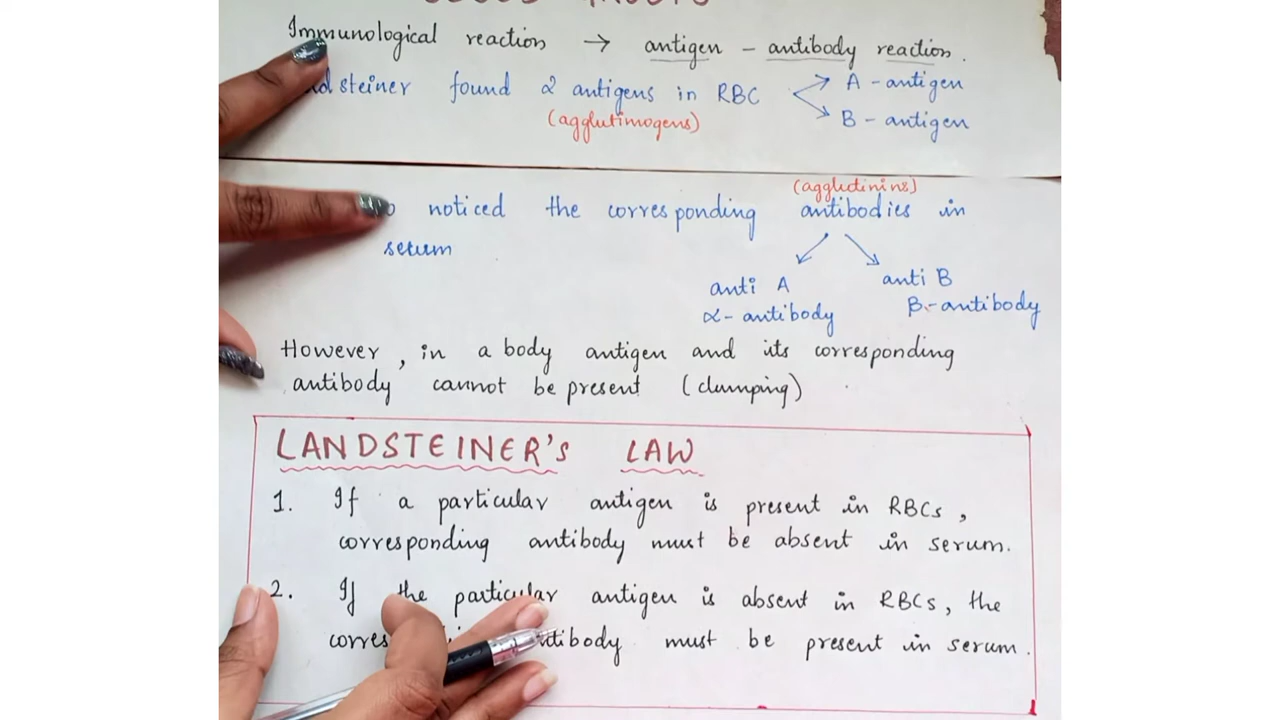 Immunological reaction → antigen - antibody reaction.
steiner found 2 antigens in RBC
A - antigen
(agglutimogens)
B - antigen
(agglutinins)
noticed the corresponding antibodies in
serum
anti A
anti B
α- antibody
β-antibody
However, in a body antigen and its corresponding
antibody cannot be present (clumping)
LANDSTEINER'S LAW
1. If a particular antigen is present in RBCs,
corresponding antibody must be absent in serum.
2. If the particular antigen is absent in RBCs, the
antibody must be present in serum.